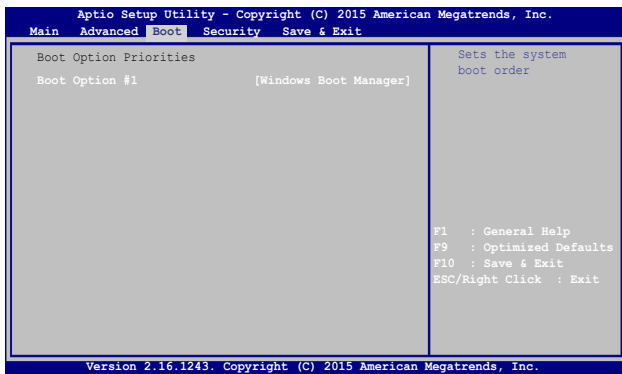 Aptio Setup Utility - Copyright (C) 2015 American Megatrends, Inc.
Main Advanced Boot Security Save & Exit
Boot Option Priorities
Boot Option #1 [Windows Boot Manager]
Sets the system
boot order
F1 : General Help
F9 : Optimized Defaults
F10 : Save & Exit
ESC/Right Click : Exit
Version 2.16.1243. Copyright (C) 2015 American Megatrends, Inc.